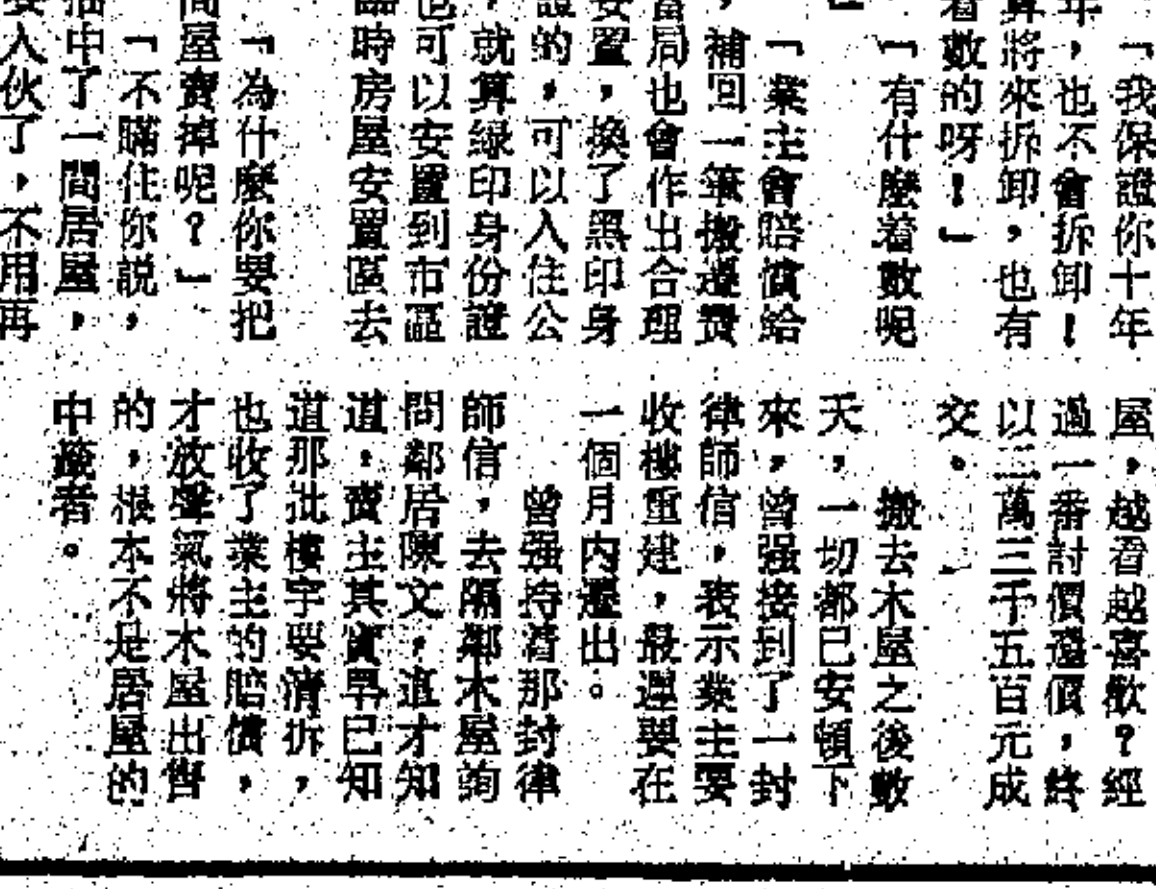 「我保證你十年
年，也不會拆卸！
算將來拆卸，也有
着數的呀！」
「有什麼着數呢
「業主會賠償給
，補回一筆搬遷費
當局也會作出合理
安置，換了黑印身
證的，可以入住公
，就算綠印身份證
也可以安置到市區
臨時房屋安置區去
「為什麼你要把
間屋賣掉呢？」
「不瞞住你説，
抽中了一間居屋，
要入伙了，不用再
屋，越看越喜歡？經
過一番討價還價，終
以三萬三千五百元成
交。
搬去木屋之後數
天，一切都已安頓下
來，曾强接到了一封
律師信，表示業主要
收樓重建，最遲要在
一個月內遷出。
曾强持着那封律
師信，去隔鄰木屋詢
問鄰居陳文，這才知
道，賣主其實早已知
道那批樓宇要清拆，
也收了業主的賠償，
才放聲氣將木屋出售
的，根本不是居屋的
中籤者。